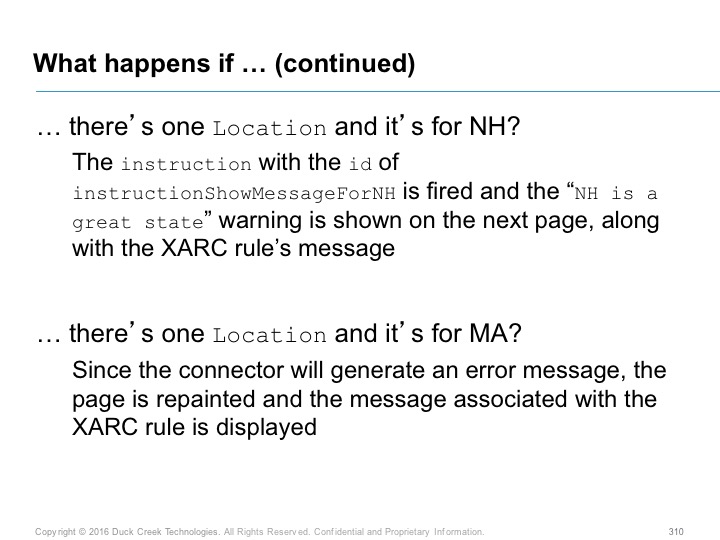 What happens if … (continued)
… there’s one Location and it’s for NH?
The instruction with the id of
instructionShowMessageForNH is fired and the “NH is a
great state” warning is shown on the next page, along
with the XARC rule’s message
… there’s one Location and it’s for MA?
Since the connector will generate an error message, the
page is repainted and the message associated with the
XARC rule is displayed
Copyright © 2016 Duck Creek Technologies. All Rights Reserved. Confidential and Proprietary Information. 310